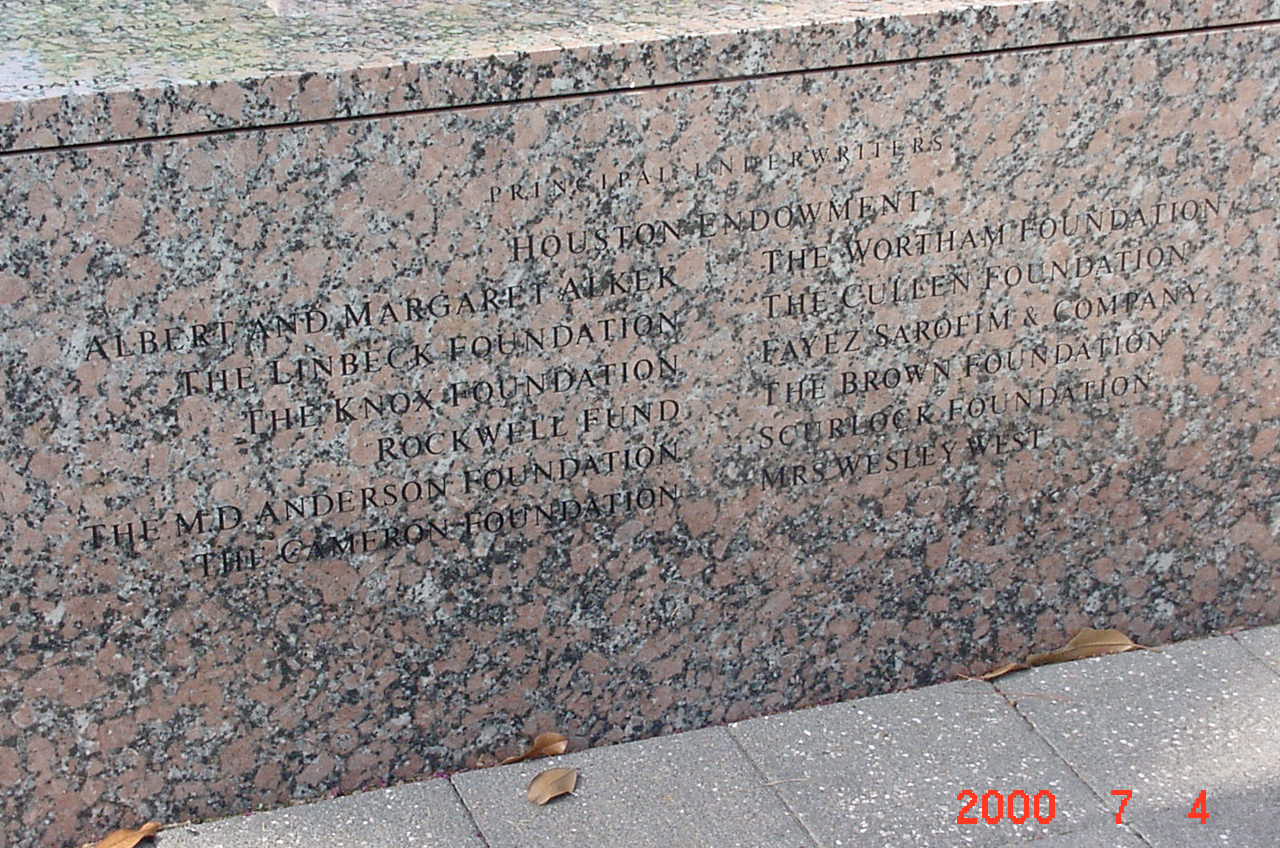 PRINCIPAL UNDERWRITERS
HOUSTON ENDOWMENT
ALBERT AND MARGARET ALKEK
THE LINBECK FOUNDATION
THE KNOX FOUNDATION
ROCKWELL FUND
THE M.D. ANDERSON FOUNDATION
THE CAMERON FOUNDATION
THE WORTHAM FOUNDATION
THE CULLEN FOUNDATION
FAYEZ SAROFIM & COMPANY
THE BROWN FOUNDATION
SCURLOCK FOUNDATION
MRS WESLEY WEST
2000 7 4